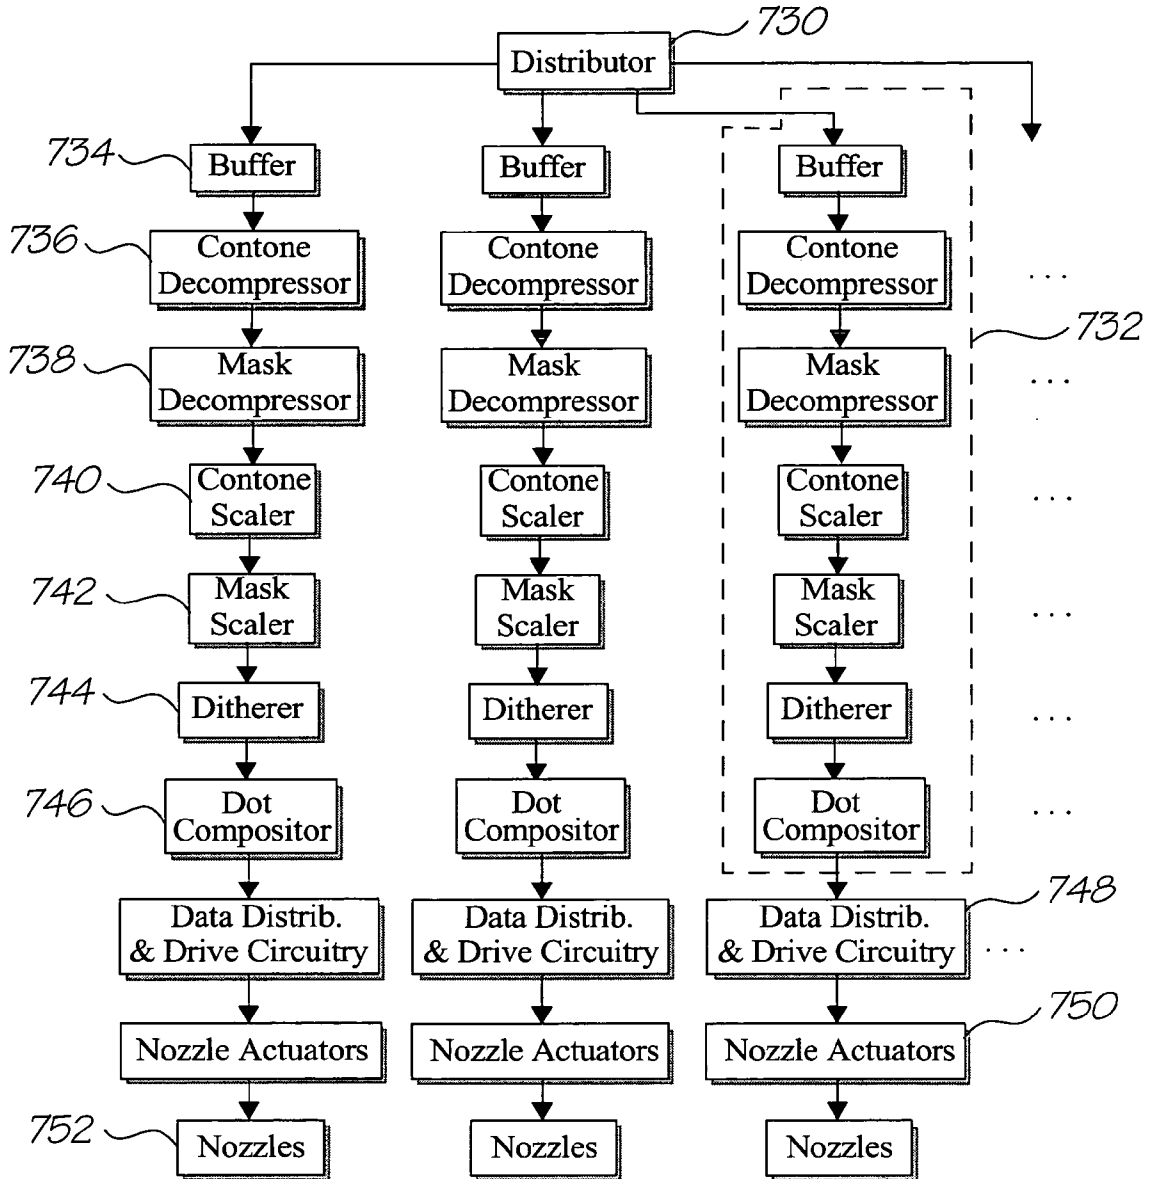 730
Distributor
734
Buffer
Buffer
Buffer
736
Contone
Decompressor
Contone
Decompressor
Contone
Decompressor
...
732
738
Mask
Decompressor
Mask
Decompressor
Mask
Decompressor
...
740
Contone
Scaler
Contone
Scaler
Contone
Scaler
...
742
Mask
Scaler
Mask
Scaler
Mask
Scaler
...
744
Ditherer
Ditherer
Ditherer
...
746
Dot
Compositor
Dot
Compositor
Dot
Compositor
...
748
Data Distrib.
& Drive Circuitry
Data Distrib.
& Drive Circuitry
Data Distrib.
& Drive Circuitry
...
750
Nozzle Actuators
Nozzle Actuators
Nozzle Actuators
752
Nozzles
Nozzles
Nozzles